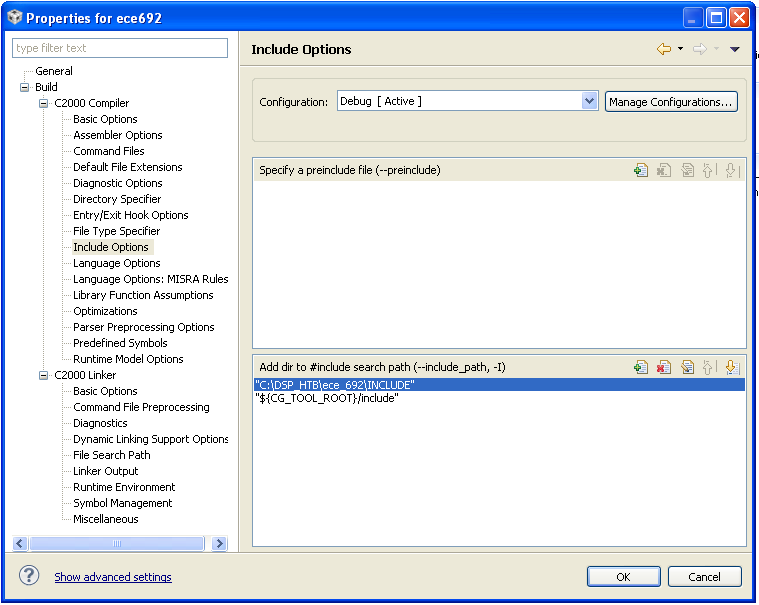 Properties for ece692
type filter text
General
Build
C2000 Compiler
Basic Options
Assembler Options
Command Files
Default File Extensions
Diagnostic Options
Directory Specifier
Entry/Exit Hook Options
File Type Specifier
Include Options
Language Options
Language Options: MISRA Rules
Library Function Assumptions
Optimizations
Parser Preprocessing Options
Predefined Symbols
Runtime Model Options
C2000 Linker
Basic Options
Command File Preprocessing
Diagnostics
Dynamic Linking Support Options
File Search Path
Linker Output
Runtime Environment
Symbol Management
Miscellaneous
Include Options
Configuration: Debug [ Active ] Manage Configurations...
Specify a preinclude file (--preinclude)
Add dir to #include search path (--include_path, -I)
"C:\DSP_HTB\ece_692\INCLUDE"
"${CG_TOOL_ROOT}/include"
? Show advanced settings OK Cancel